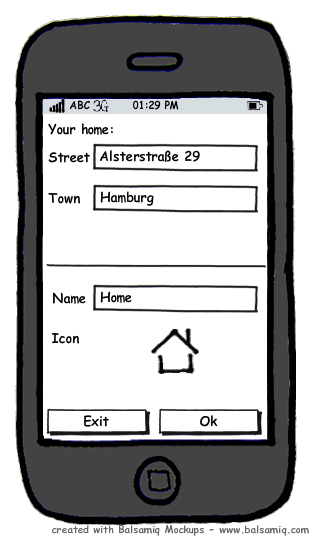 ABC 3G 01:29 PM
Your home:
Street Alsterstraße 29
Town Hamburg
Name Home
Icon
Exit Ok
created with Balsamiq Mockups - www.balsamiq.com